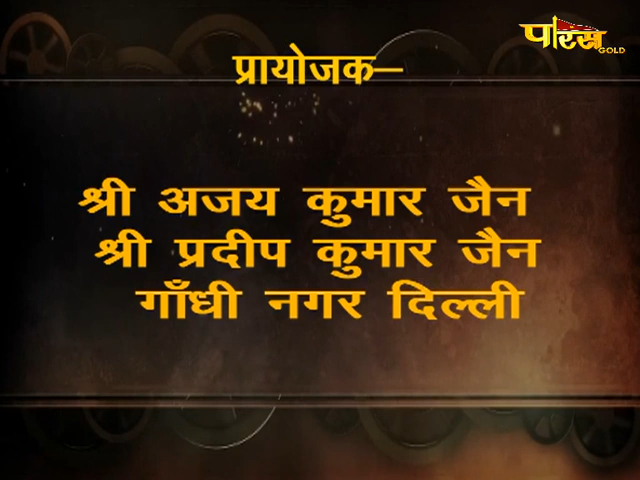 पारस
GOLD
प्रायोजक–
श्री अजय कुमार जैन
श्री प्रदीप कुमार जैन
गाँधी नगर दिल्ली